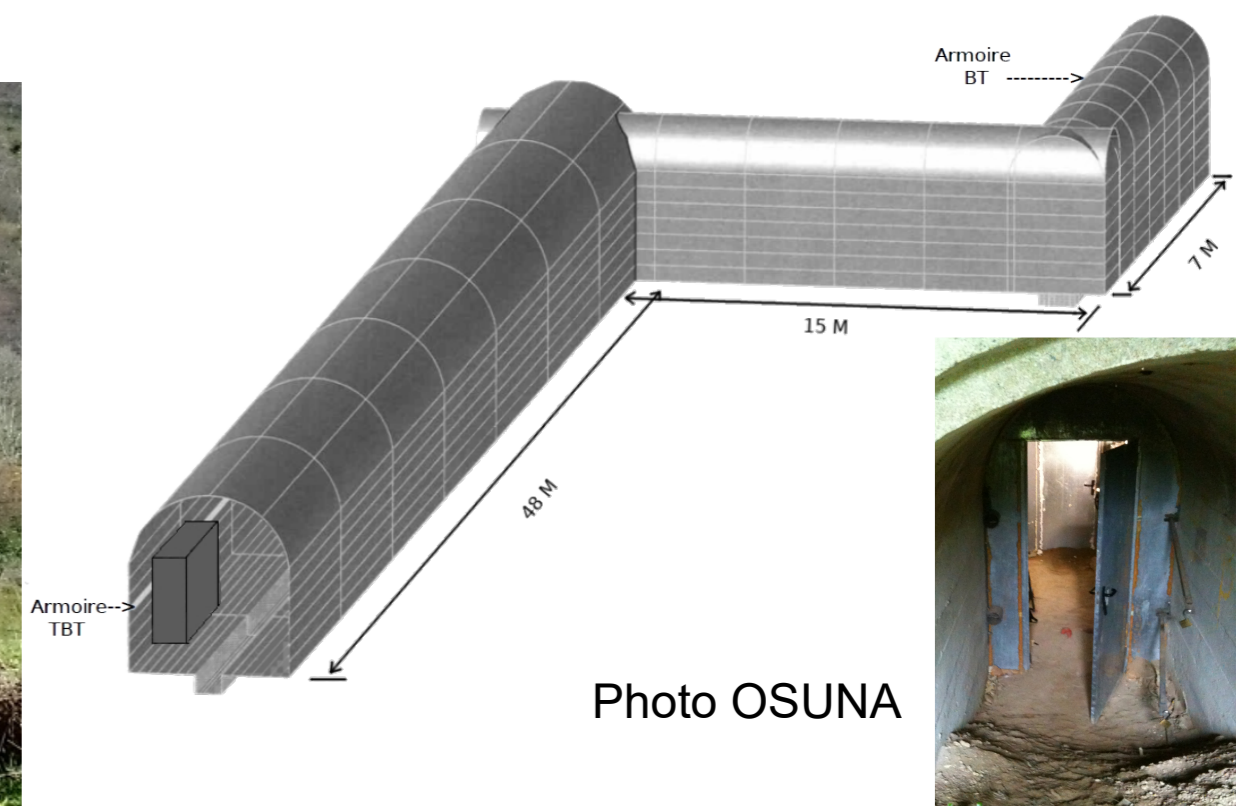 Armoire
BT --------->
15 M
7 M
48 M
Armoire-->
TBT
Photo OSUNA